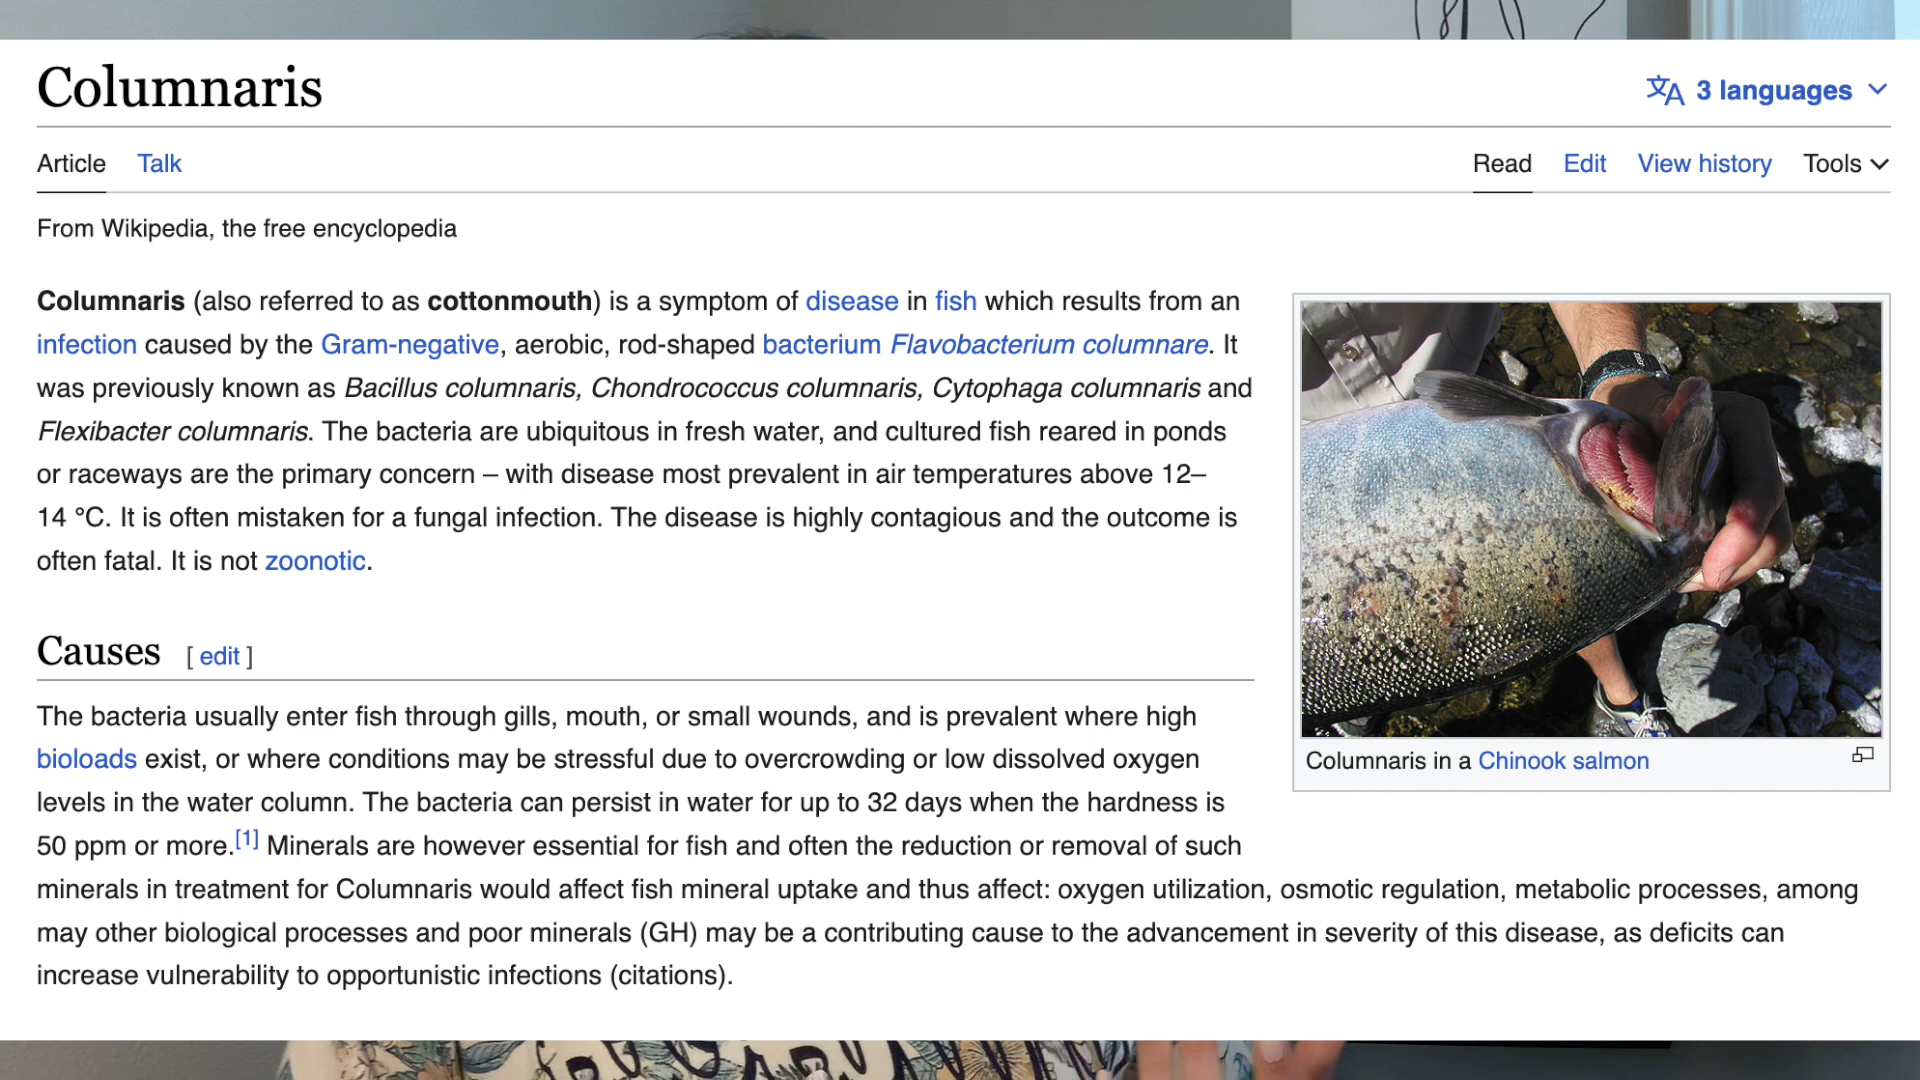 Columnaris
文A 3 languages
Article Talk
Read Edit View history Tools
From Wikipedia, the free encyclopedia
Columnaris (also referred to as cottonmouth) is a symptom of disease in fish which results from an
infection caused by the Gram-negative, aerobic, rod-shaped bacterium Flavobacterium columnare. It
was previously known as Bacillus columnaris, Chondrococcus columnaris, Cytophaga columnaris and
Flexibacter columnaris. The bacteria are ubiquitous in fresh water, and cultured fish reared in ponds
or raceways are the primary concern – with disease most prevalent in air temperatures above 12–
14 °C. It is often mistaken for a fungal infection. The disease is highly contagious and the outcome is
often fatal. It is not zoonotic.
Columnaris in a Chinook salmon
Causes [ edit ]
The bacteria usually enter fish through gills, mouth, or small wounds, and is prevalent where high
bioloads exist, or where conditions may be stressful due to overcrowding or low dissolved oxygen
levels in the water column. The bacteria can persist in water for up to 32 days when the hardness is
50 ppm or more.[1] Minerals are however essential for fish and often the reduction or removal of such
minerals in treatment for Columnaris would affect fish mineral uptake and thus affect: oxygen utilization, osmotic regulation, metabolic processes, among
may other biological processes and poor minerals (GH) may be a contributing cause to the advancement in severity of this disease, as deficits can
increase vulnerability to opportunistic infections (citations).